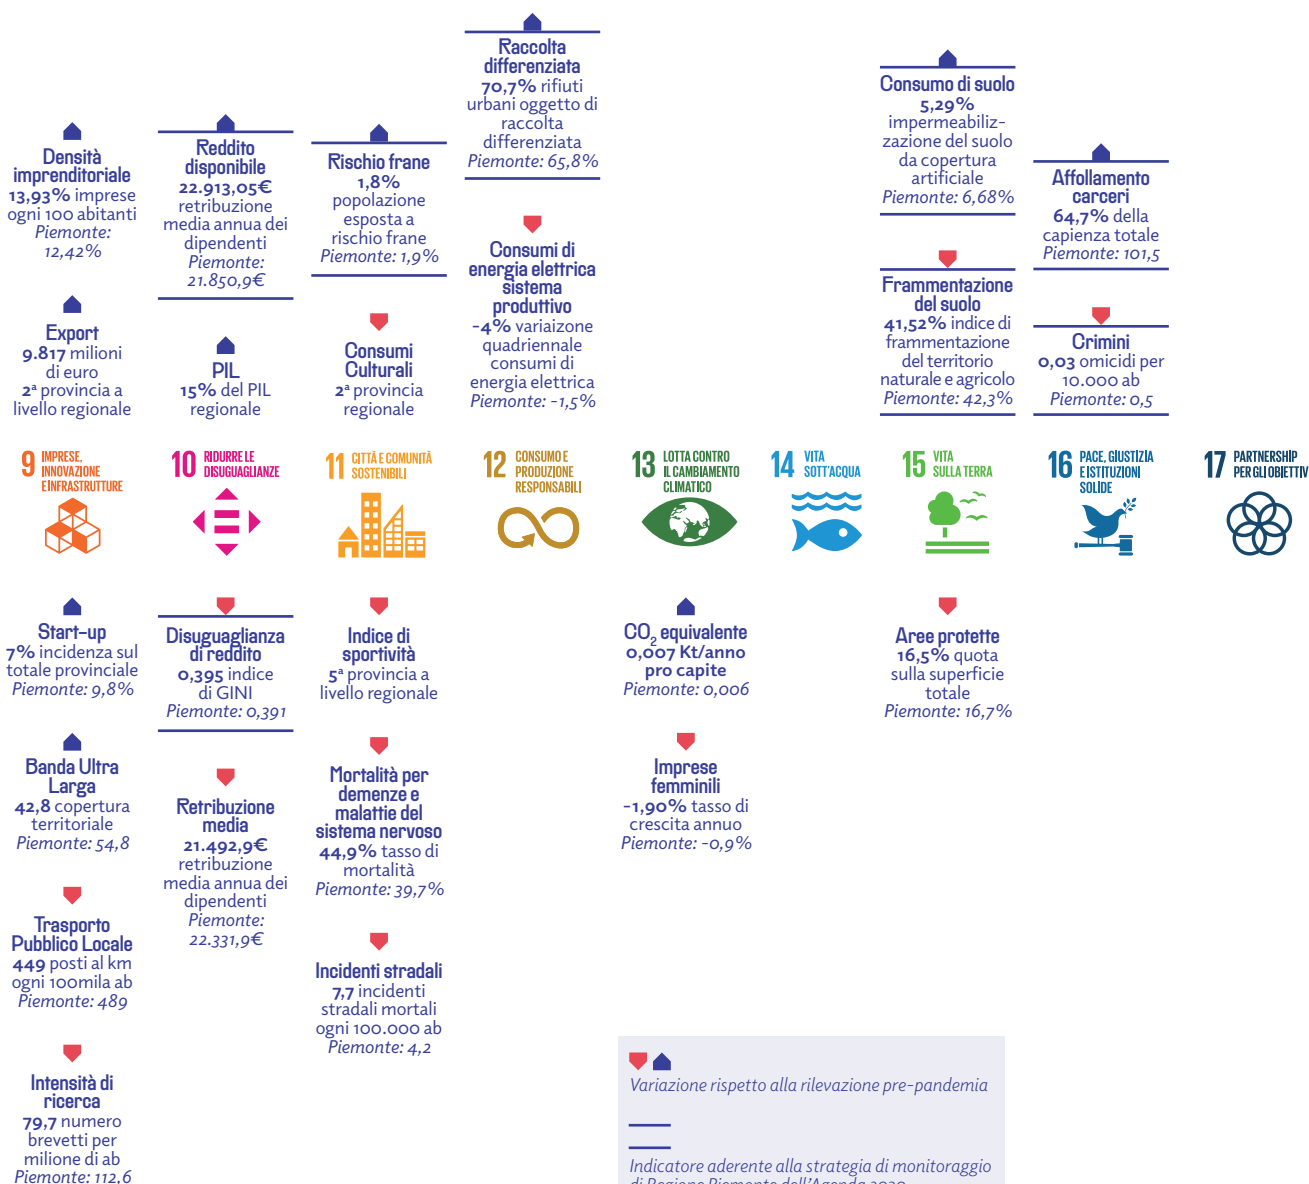 Densità
imprenditoriale
13,93% imprese
ogni 100 abitanti
Piemonte:
12,42%
Export
9.817 milioni
di euro
2ª provincia a
livello regionale
Reddito
disponibile
22.913,05€
retribuzione
media annua dei
dipendenti
Piemonte:
21.850,9€
PIL
15% del PIL
regionale
Rischio frane
1,8%
popolazione
esposta a
rischio frane
Piemonte: 1,9%
Consumi
Culturali
2ª provincia
regionale
Raccolta
differenziata
70,7% rifiuti
urbani oggetto di
raccolta
differenziata
Piemonte: 65,8%
Consumi di
energia elettrica
sistema
produttivo
-4% variaizone
quadriennale
consumi di
energia elettrica
Piemonte: -1,5%
Consumo di suolo
5,29%
impermeabiliz-
zazione del suolo
da copertura
artificiale
Piemonte: 6,68%
Frammentazione
del suolo
41,52% indice di
frammentazione
del territorio
naturale e agricolo
Piemonte: 42,3%
Affollamento
carceri
64,7% della
capienza totale
Piemonte: 101,5
Crimini
0,03 omicidi per
10.000 ab
Piemonte: 0,5
9 IMPRESE,
INNOVAZIONE
E INFRASTRUTTURE
10 RIDURRE LE
DISUGUAGLIANZE
11 CITTÀ E COMUNITÀ
SOSTENIBILI
12 CONSUMO E
PRODUZIONE
RESPONSABILI
13 LOTTA CONTRO
IL CAMBIAMENTO
CLIMATICO
14 VITA
SOTT'ACQUA
15 VITA
SULLA TERRA
16 PACE, GIUSTIZIA
E ISTITUZIONI
SOLIDE
17 PARTNERSHIP
PER GLI OBIETTIV
Start-up
7% incidenza sul
totale provinciale
Piemonte: 9,8%
Banda Ultra
Larga
42,8 copertura
territoriale
Piemonte: 54,8
Trasporto
Pubblico Locale
449 posti al km
ogni 100mila ab
Piemonte: 489
Intensità di
ricerca
79,7 numero
brevetti per
milione di ab
Piemonte: 112,6
Disuguaglianza
di reddito
0,395 indice
di GINI
Piemonte: 0,391
Retribuzione
media
21.492,9€
retribuzione
media annua dei
dipendenti
Piemonte:
22.331,9€
Indice di
sportività
5ª provincia a
livello regionale
Mortalità per
demenze e
malattie del
sistema nervoso
44,9% tasso di
mortalità
Piemonte: 39,7%
Incidenti stradali
7,7 incidenti
stradali mortali
ogni 100.000 ab
Piemonte: 4,2
CO₂ equivalente
0,007 Kt/anno
pro capite
Piemonte: 0,006
Imprese
femminili
-1,90% tasso di
crescita annuo
Piemonte: -0,9%
Aree protette
16,5% quota
sulla superficie
totale
Piemonte: 16,7%
Variazione rispetto alla rilevazione pre-pandemia
Indicatore aderente alla strategia di monitoraggio
di Regione Piemonte dell'Agenda 2030